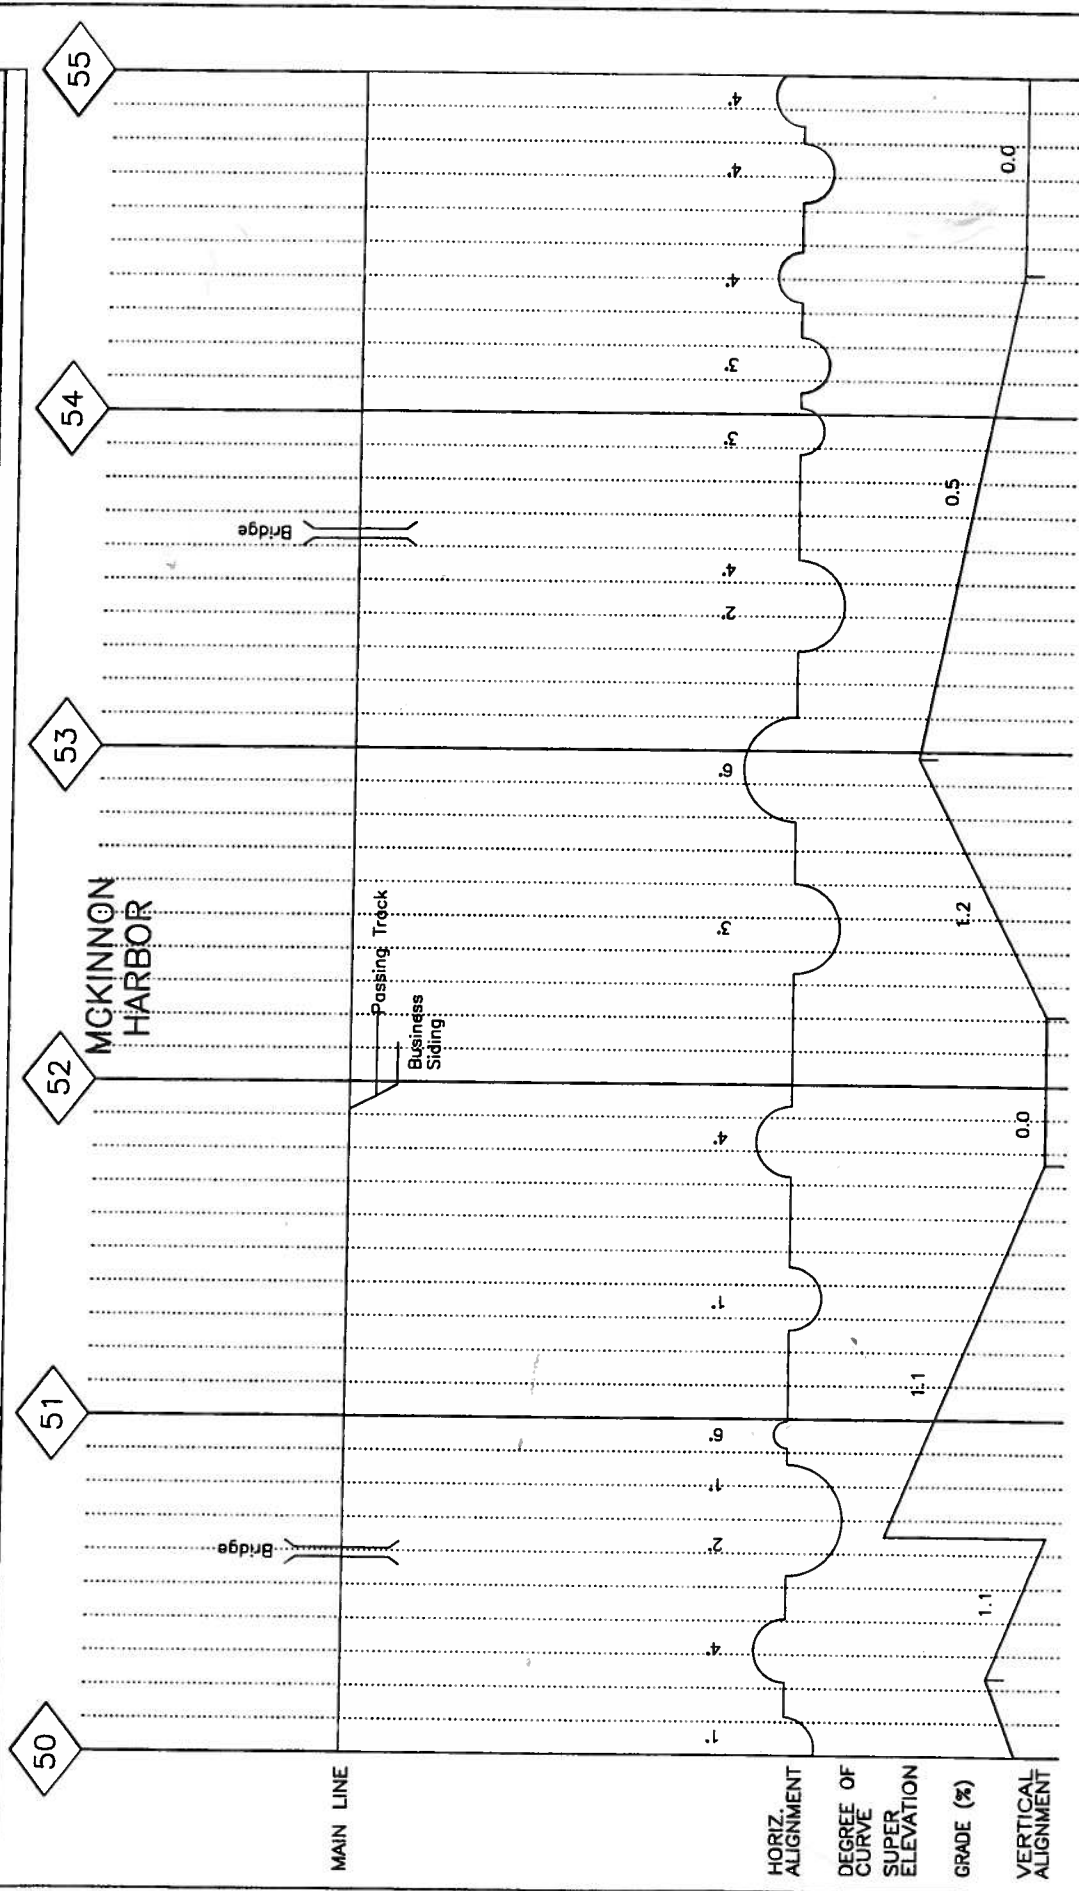 50
51
52
53
54
55
MCKINNON
HARBOR
Bridge
Bridge
Passing Track
Business
Siding
MAIN LINE
HORIZ.
ALIGNMENT
1°
4°
2°
1°
6°
1°
4°
3°
6°
2°
4°
3°
3°
4°
4°
4°
DEGREE OF
CURVE
SUPER
ELEVATION
GRADE (%)
1.1
1.1
0.0
1.2
0.5
0.0
VERTICAL
ALIGNMENT